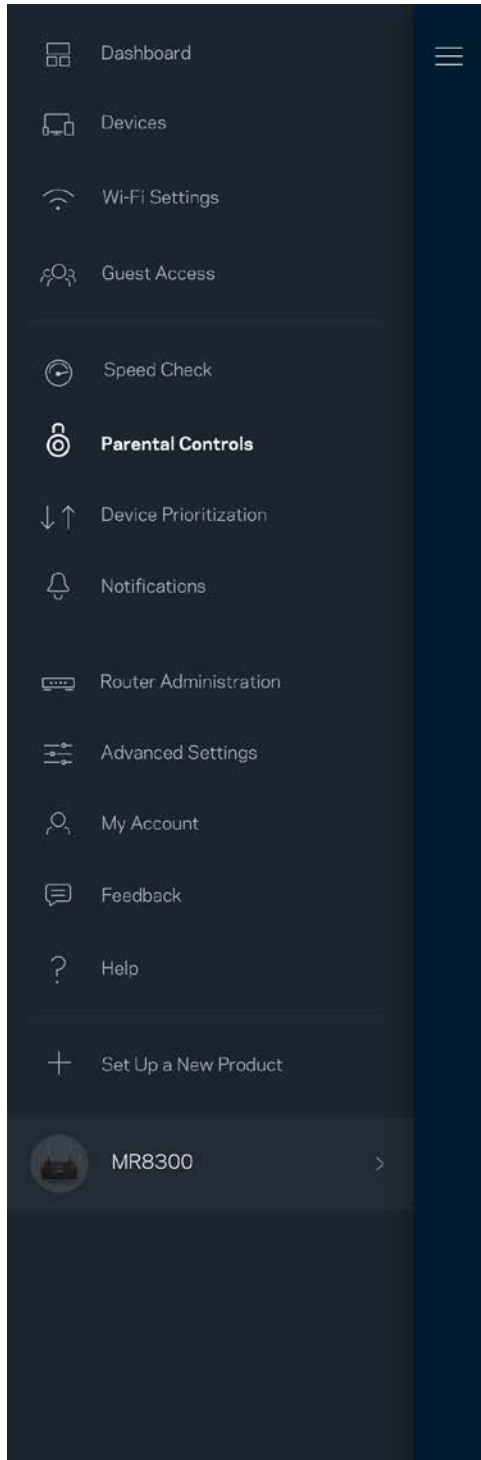 Dashboard
Devices
Wi-Fi Settings
Guest Access
Speed Check
Parental Controls
Device Prioritization
Notifications
Router Administration
Advanced Settings
My Account
Feedback
Help
Set Up a New Product
MR8300